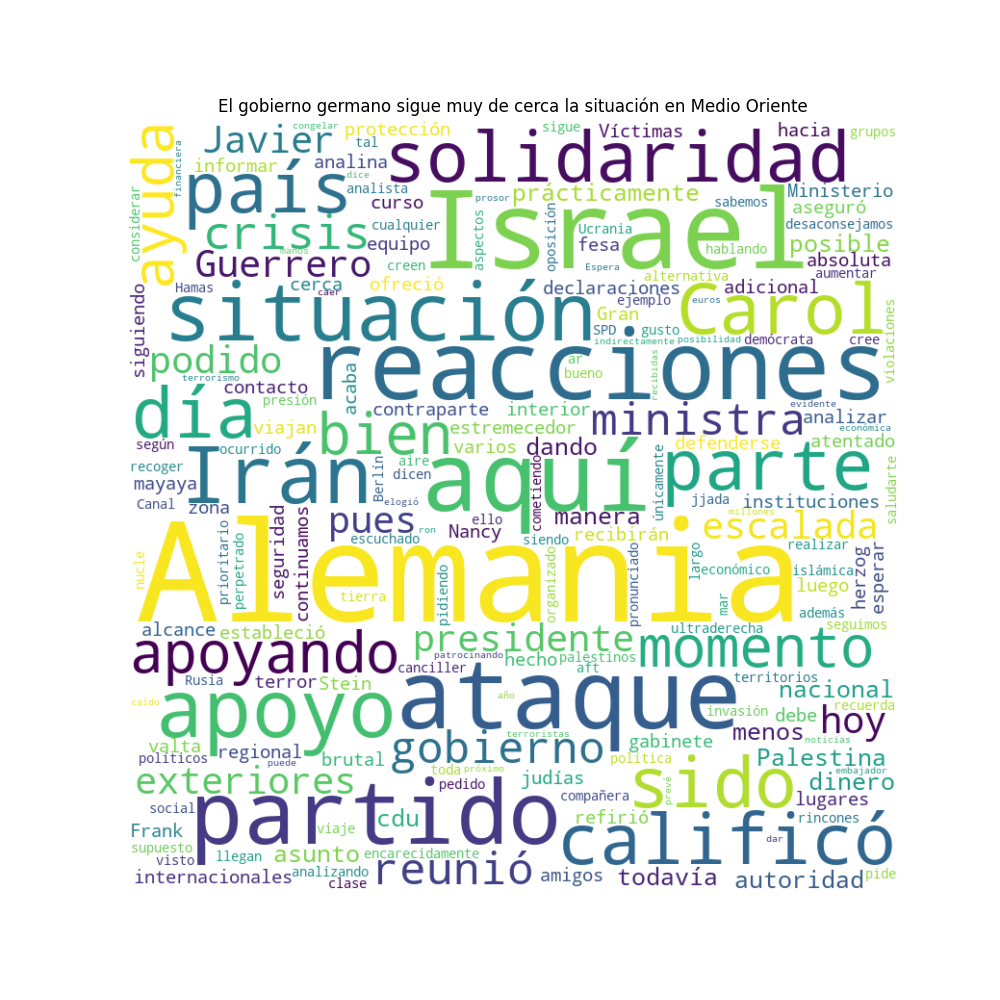 El gobierno germano sigue muy de cerca la situación en Medio Oriente
congelar
sigue
Víctimas
hacia
grupos
protección
Javier
tal
solidaridad
financiera
informar
analina
ayuda
país
dice
analista
prosor
prácticamente
Ministerio
considerar
curso
Israel
sabemos
aseguró
crisis
cualquier
aspectos
oposición
Ucrania
desaconsejamos
equipo
fesa
hablando
posible
manos
Guerrero
creen
Espera
absoluta
Hamas
cerca
caer
ofreció
declaraciones
alternativa
adicional
aumentar
siguiendo
situación
ejemplo
euros
Carol
Gran
SPD
gusto
indirectamente
posibilidad
demócrata
cree
violaciones
podido
acaba
reacciones
ar
bueno
recibidas
terrorismo
contacto
presión
día
viajan
bien
contraparte
interior
ministra
evidente
analizar
económica
estremecedor
según
ocurrido
varios
dando
defenderse
atentado
recoger
Irán
Berlín
aire
dicen
aquí
cometiendo
únicamente
parte
saludarte
mayaya
Canal
zona
elogió
jjada
instituciones
pues
ello
manera
millones
Nancy
escuchado
ron
siendo
recibirán
escalada
nucle
prioritario
perpetrado
seguridad
continuamos
Alemania
organizado
pronunciado
largo
realizar
económico
islámica
herzog
esperar
tierra
pidiendo
mar
luego
además
alcance
estableció
presidente
ultraderecha
seguimos
apoyando
patrocinando
canciller
hecho
palestinos
momento
Rusia
terror
Stein
aft
territorios
nacional
caído
apoyo
año
ataque
invasión
debe
recuerda
hoy
valta
terroristas
menos
políticos
regional
puede
brutal
gobierno
gabinete
política
noticias
Palestina
exteriores
toda
próximo
pedido
judías
sido
prevé
embajador
dinero
social
partido
compañera
lugares
Frank
viaje
cdu
refirió
rincones
supuesto
visto
llegan
asunto
encarecidamente
dar
calificó
internacionales
analizando
clase
reunió
amigos
todavía
autoridad
pide